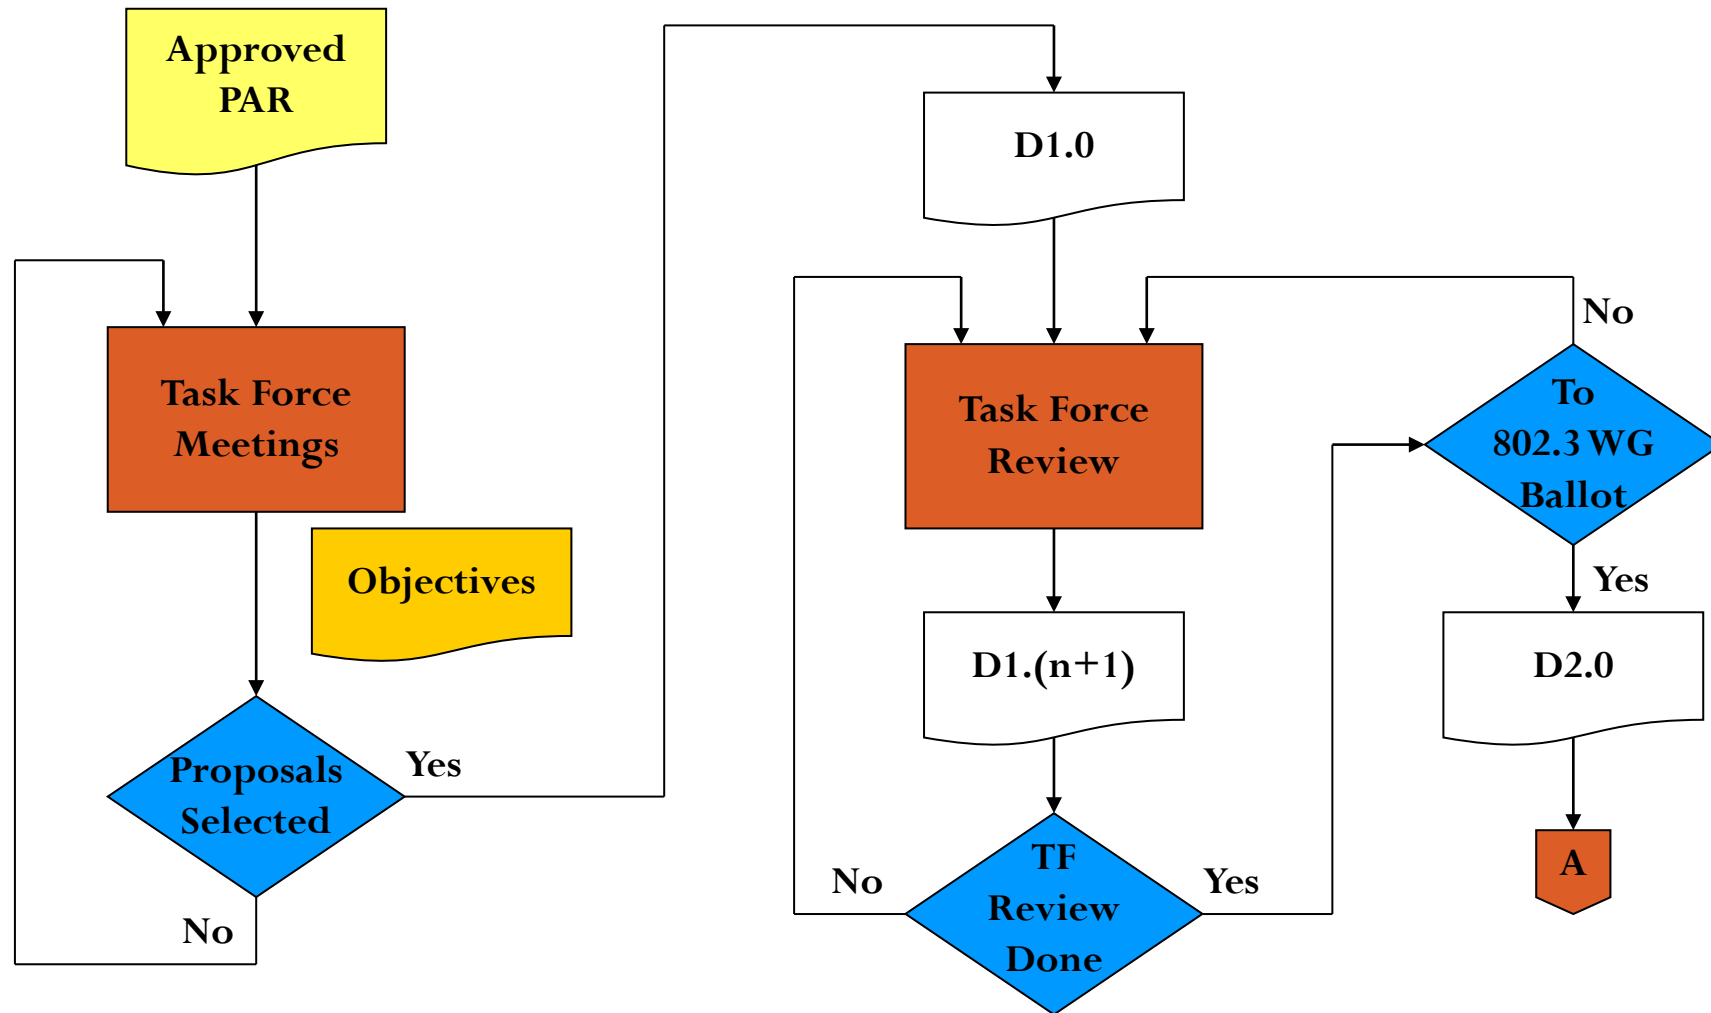 Approved
PAR
Task Force
Meetings
Objectives
Proposals
Selected
Yes
No
D1.0
Task Force
Review
D1.(n+1)
TF
Review
Done
No
Yes
To
802.3 WG
Ballot
No
Yes
D2.0
A